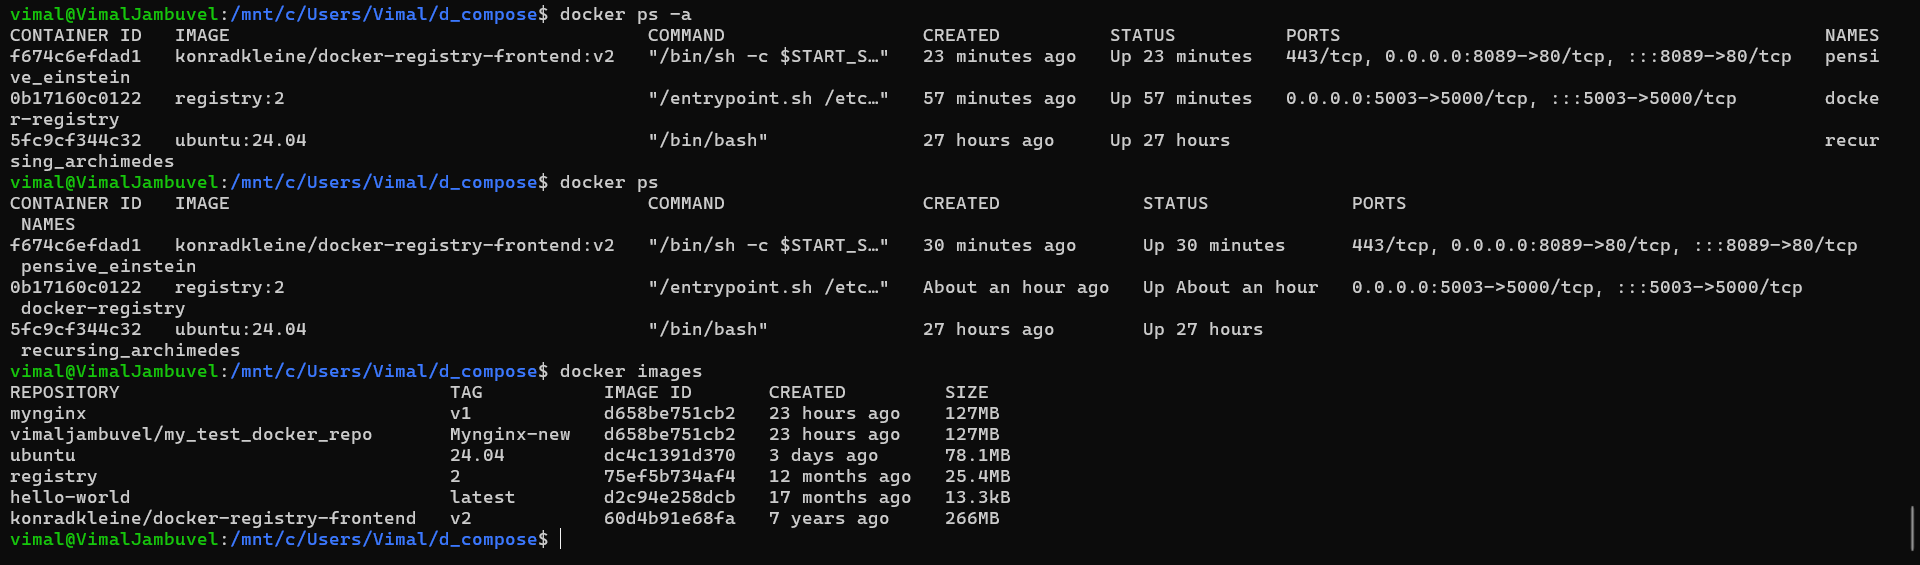 vimal@VimalJambuvel:/mnt/c/Users/Vimal/d_compose$ docker ps -a
CONTAINER ID   IMAGE                                      COMMAND                  CREATED          STATUS          PORTS                                            NAMES
f674c6efdad1   konradkleine/docker-registry-frontend:v2   "/bin/sh -c $START_S…"   23 minutes ago   Up 23 minutes   443/tcp, 0.0.0.0:8089->80/tcp, :::8089->80/tcp   pensi
ve_einstein
0b17160c0122   registry:2                                 "/entrypoint.sh /etc…"   57 minutes ago   Up 57 minutes   0.0.0.0:5003->5000/tcp, :::5003->5000/tcp        docke
r-registry
5fc9cf344c32   ubuntu:24.04                               "/bin/bash"              27 hours ago     Up 27 hours                                                      recur
sing_archimedes
vimal@VimalJambuvel:/mnt/c/Users/Vimal/d_compose$ docker ps
CONTAINER ID   IMAGE                                      COMMAND                  CREATED             STATUS             PORTS
 NAMES
f674c6efdad1   konradkleine/docker-registry-frontend:v2   "/bin/sh -c $START_S…"   30 minutes ago      Up 30 minutes      443/tcp, 0.0.0.0:8089->80/tcp, :::8089->80/tcp
 pensive_einstein
0b17160c0122   registry:2                                 "/entrypoint.sh /etc…"   About an hour ago   Up About an hour   0.0.0.0:5003->5000/tcp, :::5003->5000/tcp
 docker-registry
5fc9cf344c32   ubuntu:24.04                               "/bin/bash"              27 hours ago        Up 27 hours
 recursing_archimedes
vimal@VimalJambuvel:/mnt/c/Users/Vimal/d_compose$ docker images
REPOSITORY                              TAG           IMAGE ID       CREATED         SIZE
mynginx                                 v1            d658be751cb2   23 hours ago    127MB
vimaljambuvel/my_test_docker_repo       Mynginx-new   d658be751cb2   23 hours ago    127MB
ubuntu                                  24.04         dc4c1391d370   3 days ago      78.1MB
registry                                2             75ef5b734af4   12 months ago   25.4MB
hello-world                             latest        d2c94e258dcb   17 months ago   13.3kB
konradkleine/docker-registry-frontend   v2            60d4b91e68fa   7 years ago     266MB
vimal@VimalJambuvel:/mnt/c/Users/Vimal/d_compose$